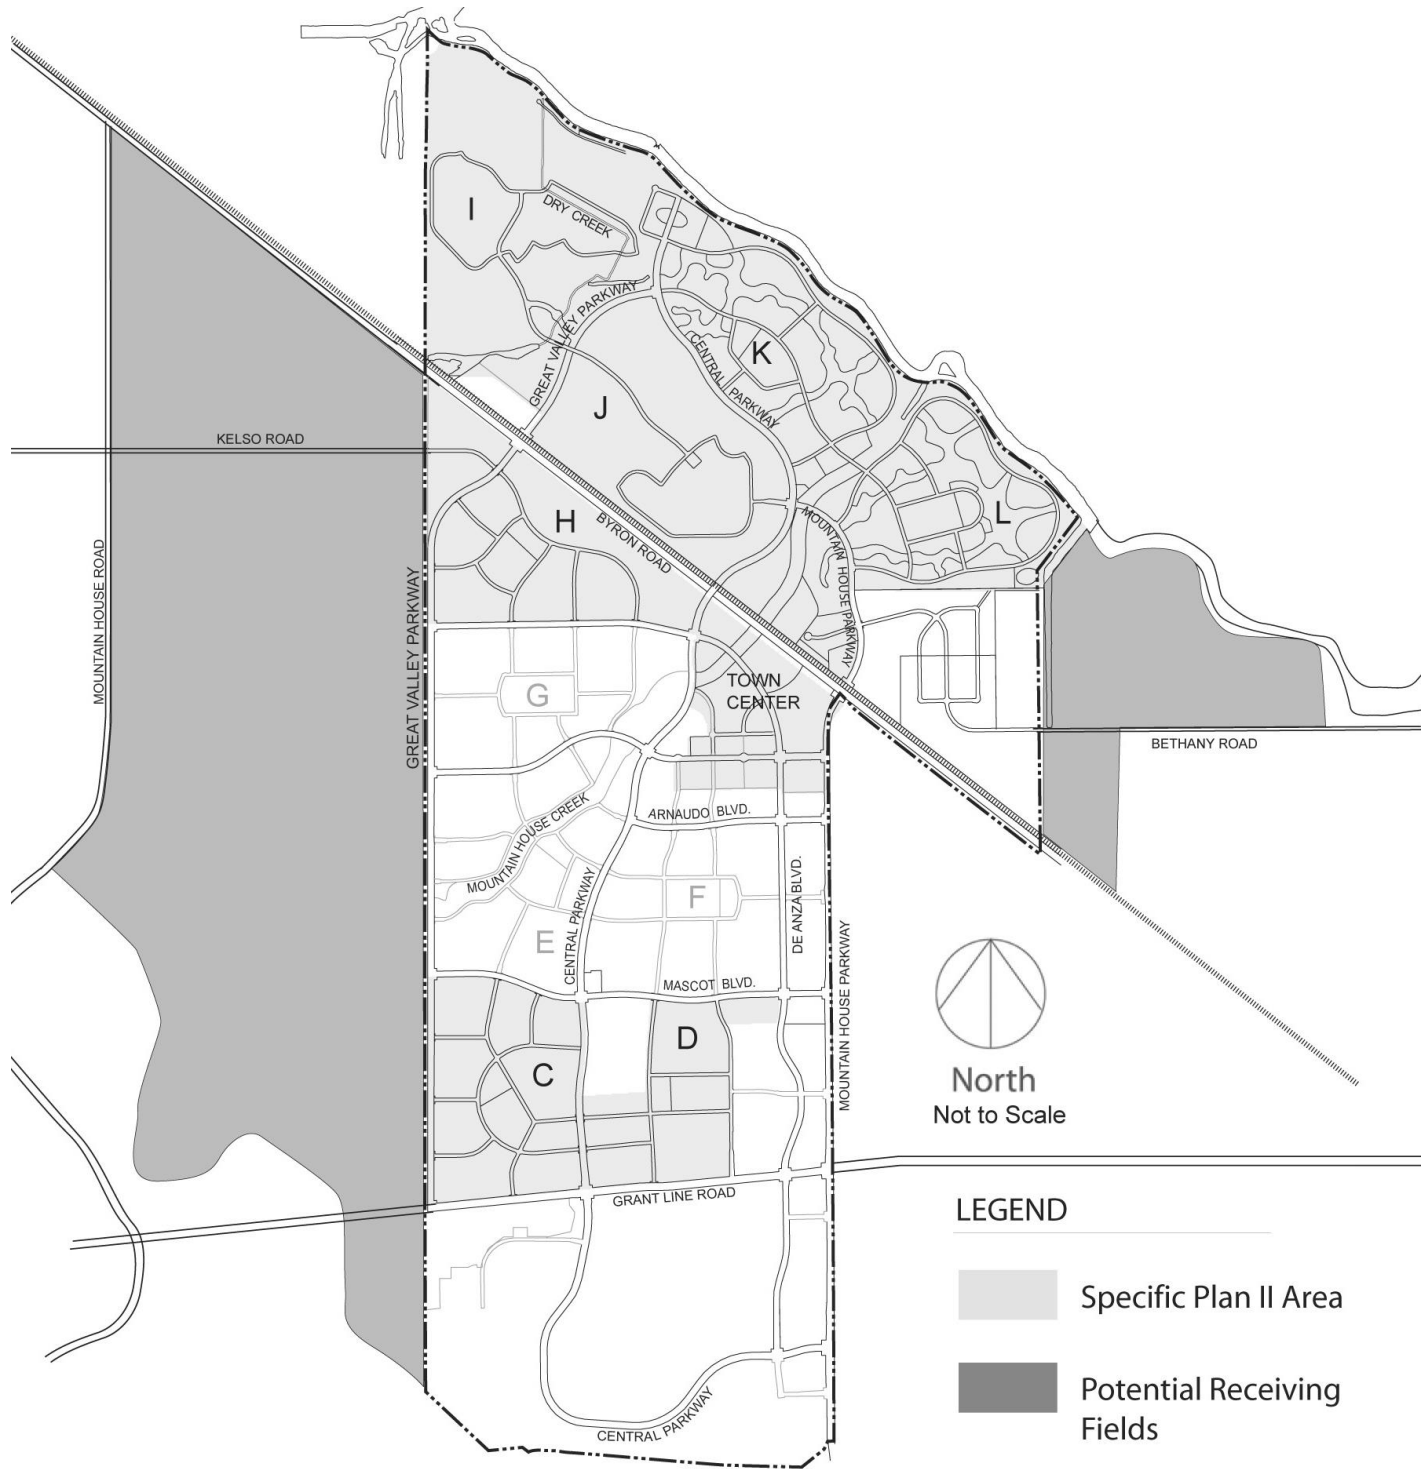 I
DRY CREEK
GREAT VALLEY PARKWAY
K
CENTRAL PARKWAY
J
KELSO ROAD
H
BYRON ROAD
L
MOUNTAIN HOUSE PARKWAY
MOUNTAIN HOUSE ROAD
GREAT VALLEY PARKWAY
G
TOWN
CENTER
BETHANY ROAD
ARNAUDO BLVD.
MOUNTAIN HOUSE CREEK
F
E
CENTRAL PARKWAY
DE ANZA BLVD.
MASCOT BLVD.
MOUNTAIN HOUSE PARKWAY
D
C
North
Not to Scale
GRANT LINE ROAD
CENTRAL PARKWAY
LEGEND
Specific Plan II Area
Potential Receiving
Fields